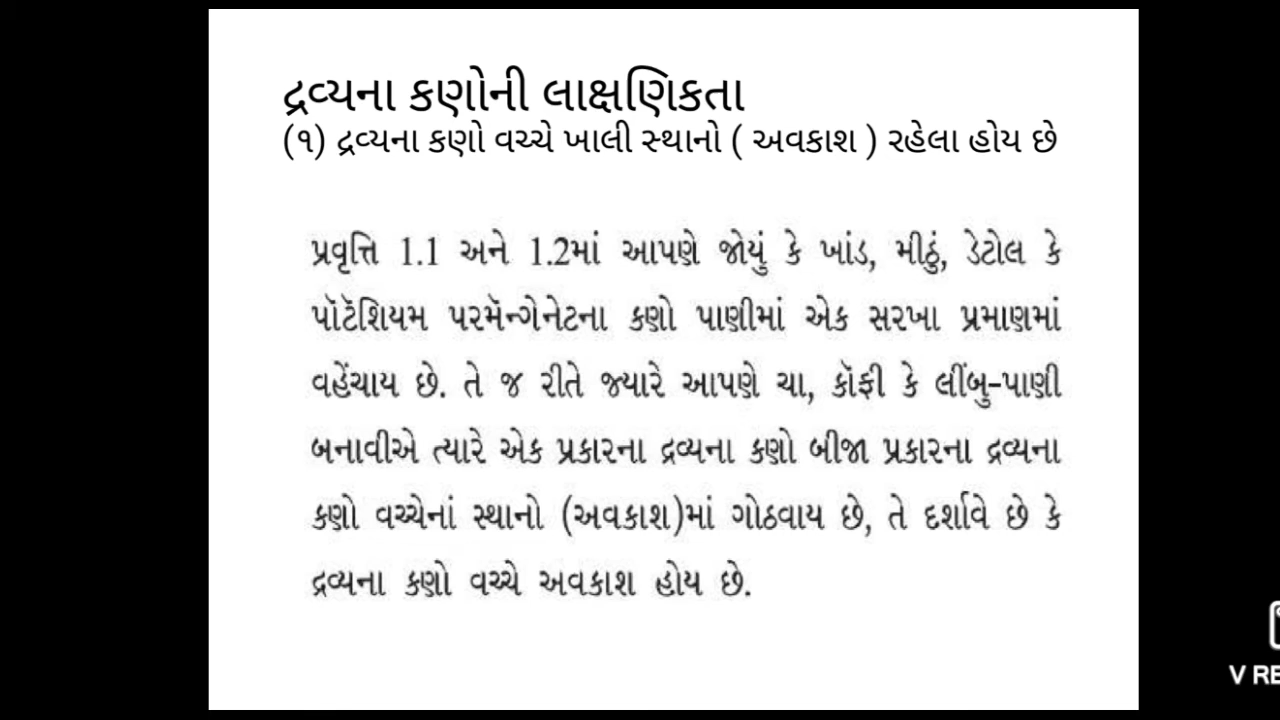 દ્રવ્યના કણોની લાક્ષણિકતા
(૧) દ્રવ્યના કણો વચ્ચે ખાલી સ્થાનો ( અવકાશ ) રહેલા હોય છે
પ્રવૃત્તિ 1.1 અને 1.2માં આપણે જોયું કે ખાંડ, મીઠું, ડેટોલ કે
પૉટૅશિયમ પરમૅન્ગેનેટના કણો પાણીમાં એક સરખા પ્રમાણમાં
વહેંચાય છે. તે જ રીતે જ્યારે આપણે ચા, કૉફી કે લીંબુ-પાણી
બનાવીએ ત્યારે એક પ્રકારના દ્રવ્યના કણો બીજા પ્રકારના દ્રવ્યના
કણો વચ્ચેનાં સ્થાનો (અવકાશ)માં ગોઠવાય છે, તે દર્શાવે છે કે
દ્રવ્યના કણો વચ્ચે અવકાશ હોય છે.
V RE